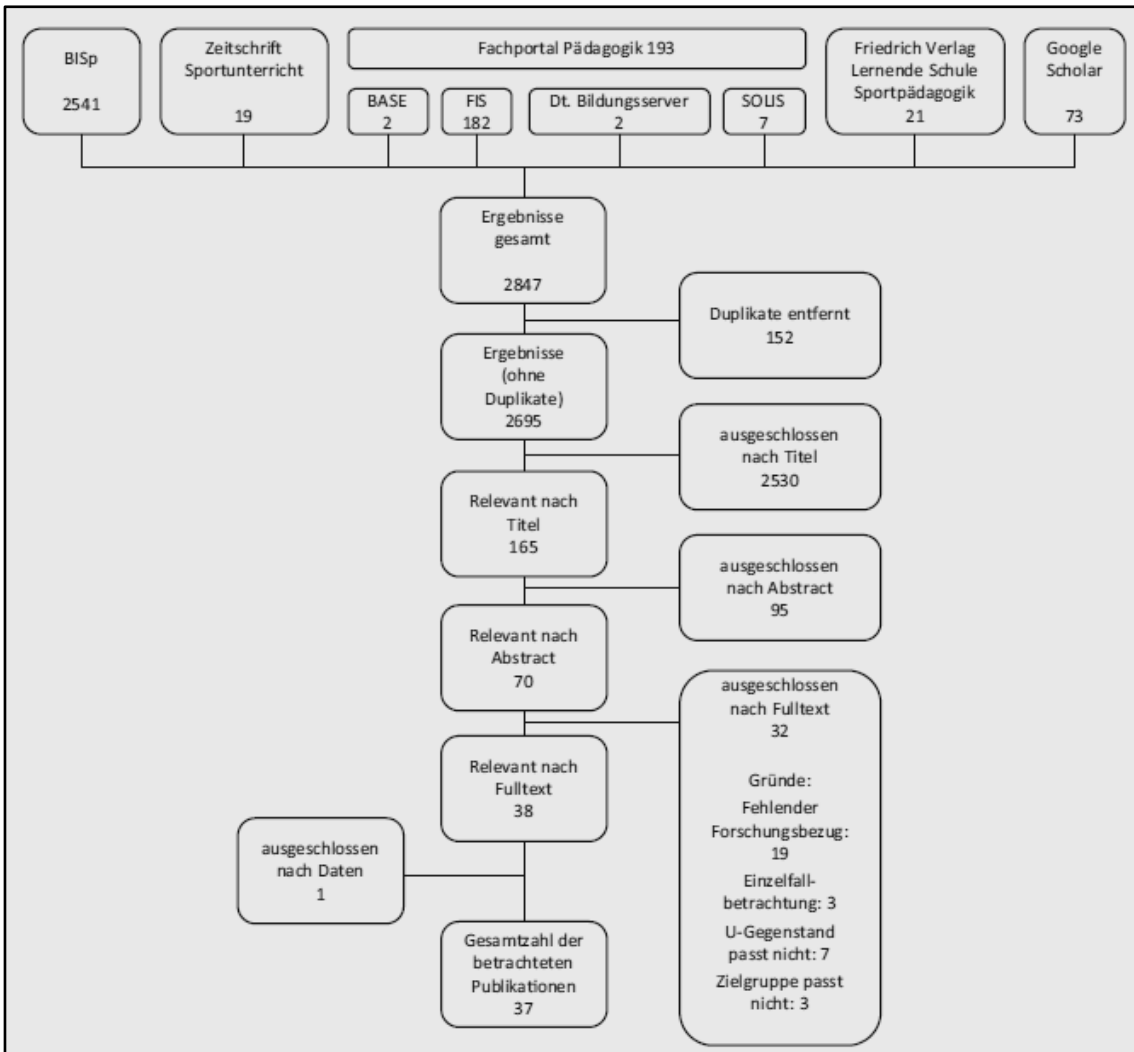 BISp
2541
Zeitschrift
Sportunterricht
19
Fachportal Pädagogik 193
BASE
2
FIS
182
Dt. Bildungsserver
2
SOLIS
7
Friedrich Verlag
Lernende Schule
Sportpädagogik
21
Google
Scholar
73
Ergebnisse
gesamt
2847
Duplikate entfernt
152
Ergebnisse
(ohne
Duplikate)
2695
ausgeschlossen
nach Titel
2530
Relevant nach
Titel
165
ausgeschlossen
nach Abstract
95
Relevant nach
Abstract
70
ausgeschlossen
nach Fulltext
32
Gründe:
Fehlender
Forschungsbezug:
19
Einzelfall-
betrachtung: 3
U-Gegenstand
passt nicht: 7
Zielgruppe passt
nicht: 3
Relevant nach
Fulltext
38
ausgeschlossen
nach Daten
1
Gesamtzahl der
betrachteten
Publikationen
37